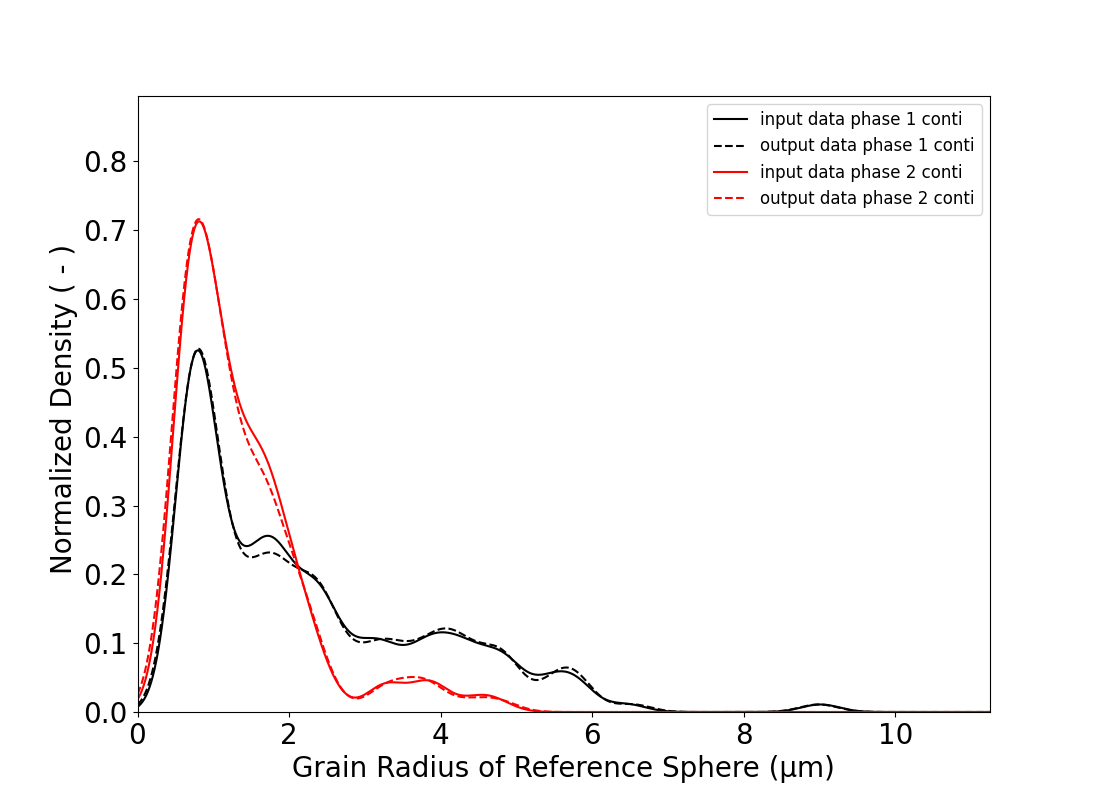 input data phase 1 conti
output data phase 1 conti
input data phase 2 conti
output data phase 2 conti
Normalized Density ( - )
0.8
0.7
0.6
0.5
0.4
0.3
0.2
0.1
0.0
0 2 4 6 8 10
Grain Radius of Reference Sphere (μm)